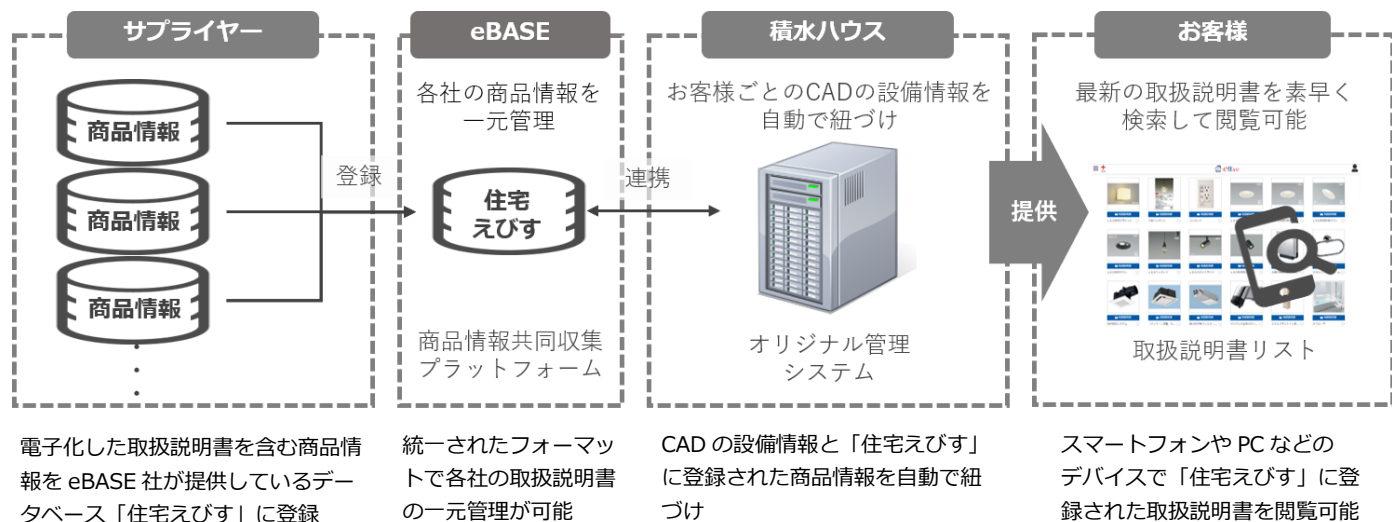 サプライヤー
商品情報
商品情報
商品情報
登録
電子化した取扱説明書を含む商品情
報を eBASE 社が提供しているデー
タベース「住宅えびす」に登録
eBASE
各社の商品情報を
一元管理
住宅
えびす
商品情報共同収集
プラットフォーム
統一されたフォーマッ
トで各社の取扱説明書
の一元管理が可能
連携
積水ハウス
お客様ごとのCADの設備情報を
自動で紐づけ
オリジナル管理
システム
CAD の設備情報と「住宅えびす」
に登録された商品情報を自動で紐
づけ
提供
お客様
最新の取扱説明書を素早く
検索して閲覧可能
取扱説明書リスト
スマートフォンや PC などの
デバイスで「住宅えびす」に登
録された取扱説明書を閲覧可能